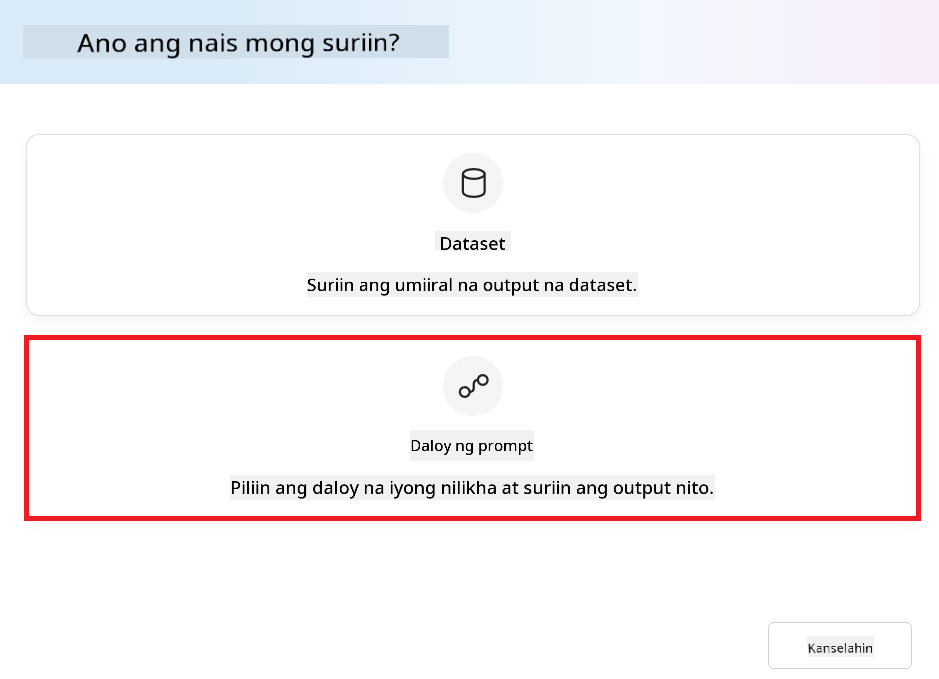 Ano ang nais mong suriin?
Dataset
Suriin ang umiiral na output na dataset.
Daloy ng prompt
Piliin ang daloy na iyong nilikha at suriin ang output nito.
Kanselahin